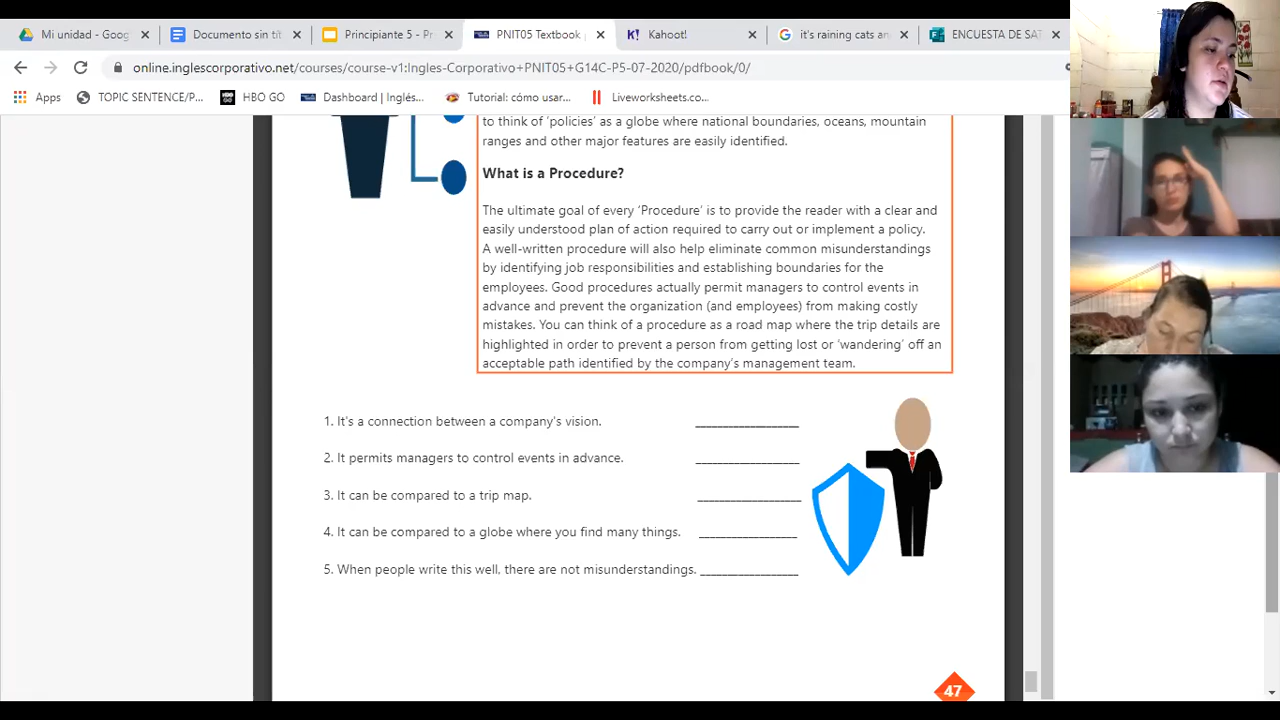 Mi unidad - Goog
Documento sin tít
Principiante 5 - Pr
PNIT05 Textbook
Kahoot!
it's raining cats an
ENCUESTA DE SAT
online.inglescorporativo.net/courses/course-v1:Ingles-Corporativo+PNIT05+G14C-P5-07-2020/pdfbook/0/
Apps
TOPIC SENTENCE/P...
HBO GO
Dashboard | Inglés...
Tutorial: cómo usar...
Liveworksheets.co...
to think of 'policies' as a globe where national boundaries, oceans, mountain
ranges and other major features are easily identified.
What is a Procedure?
The ultimate goal of every 'Procedure' is to provide the reader with a clear and
easily understood plan of action required to carry out or implement a policy.
A well-written procedure will also help eliminate common misunderstandings
by identifying job responsibilities and establishing boundaries for the
employees. Good procedures actually permit managers to control events in
advance and prevent the organization (and employees) from making costly
mistakes. You can think of a procedure as a road map where the trip details are
highlighted in order to prevent a person from getting lost or 'wandering' off an
acceptable path identified by the company's management team.
1. It's a connection between a company's vision. __________________
2. It permits managers to control events in advance. __________________
3. It can be compared to a trip map. __________________
4. It can be compared to a globe where you find many things. __________________
5. When people write this well, there are not misunderstandings. __________________
47